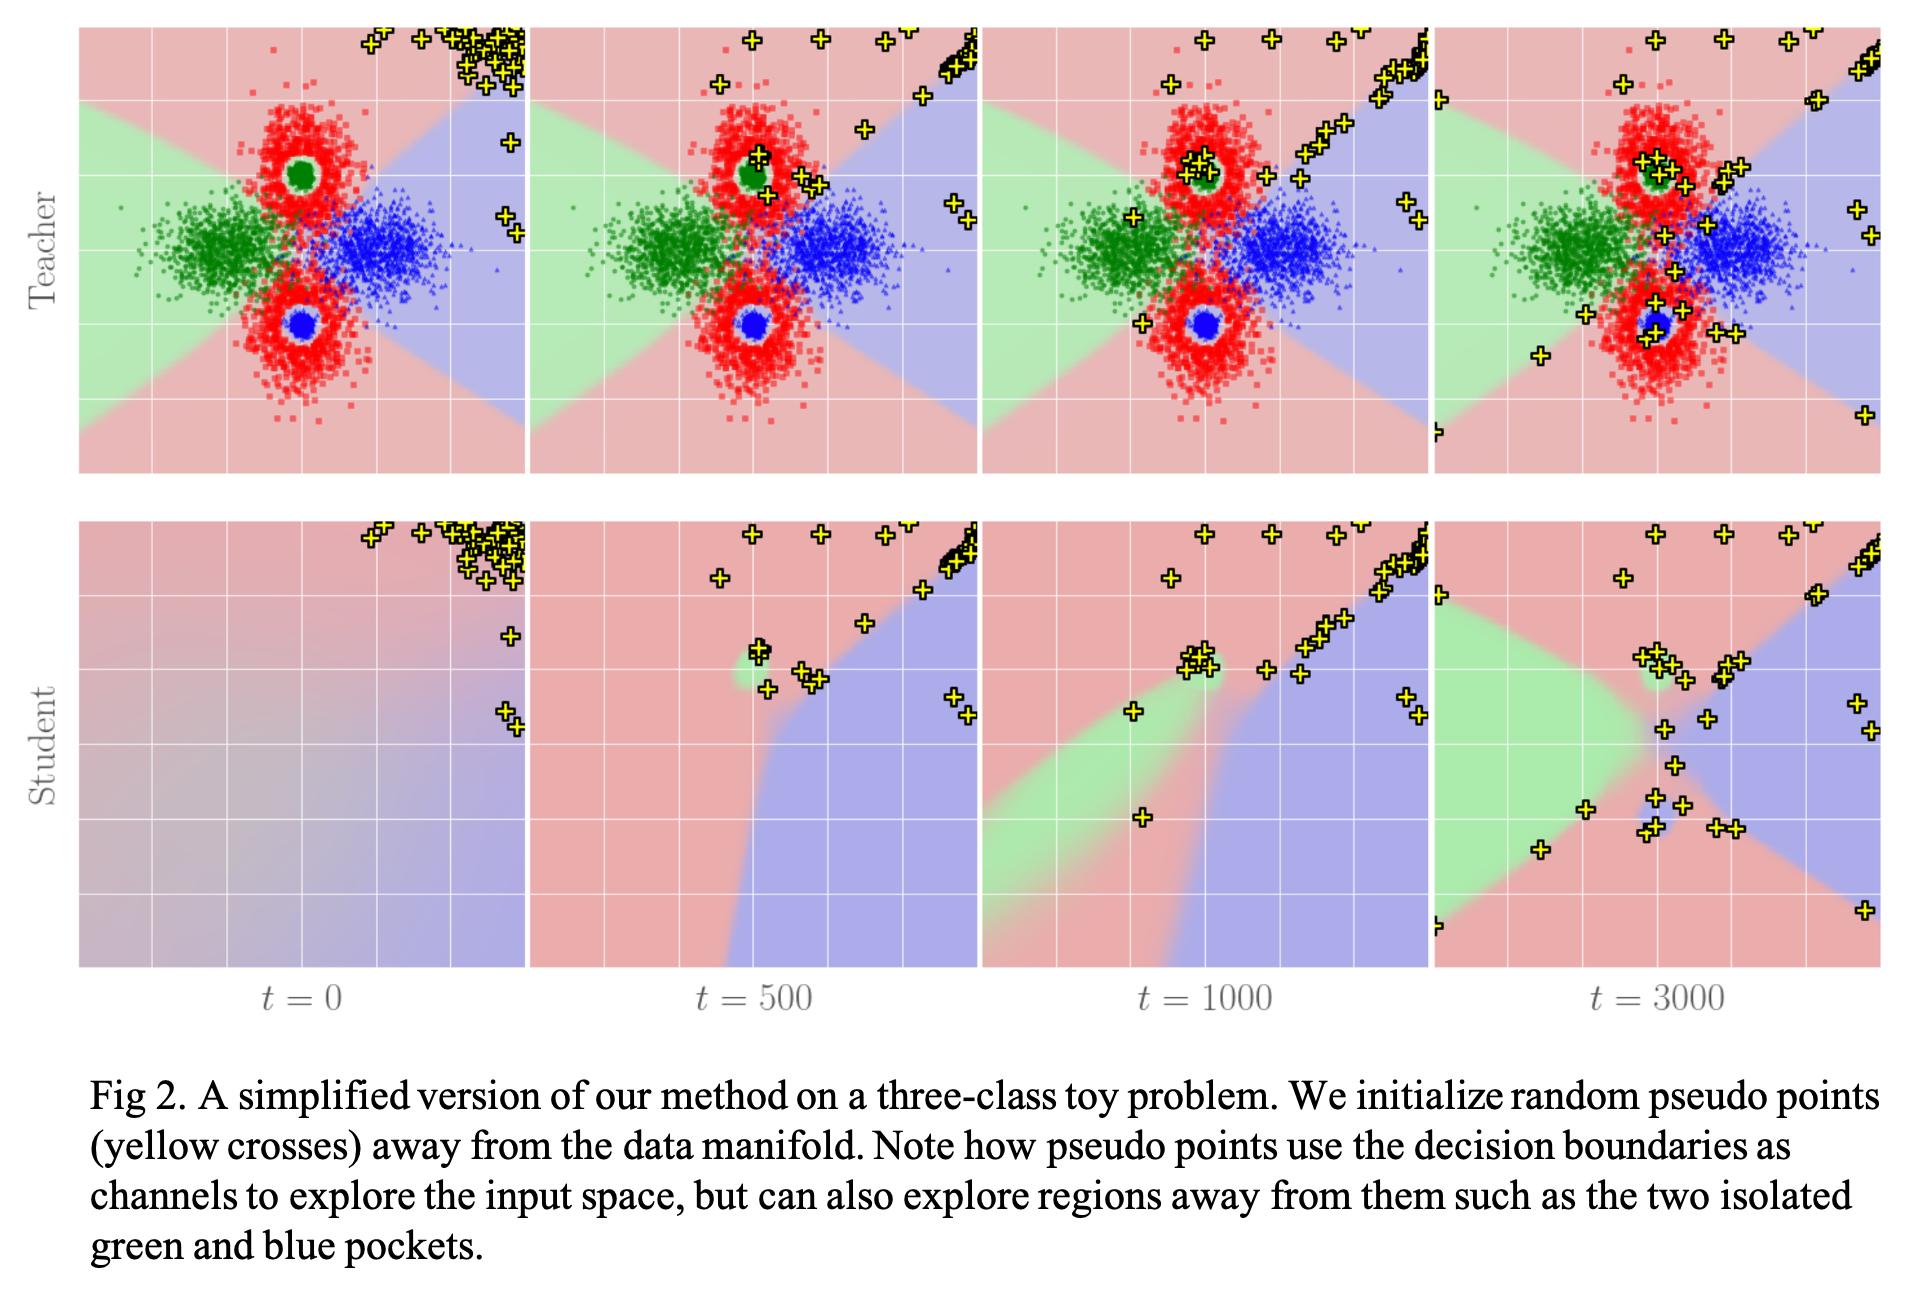 Teacher
Student
t = 0
t = 500
t = 1000
t = 3000
Fig 2. A simplified version of our method on a three-class toy problem. We initialize random pseudo points
(yellow crosses) away from the data manifold. Note how pseudo points use the decision boundaries as
channels to explore the input space, but can also explore regions away from them such as the two isolated
green and blue pockets.